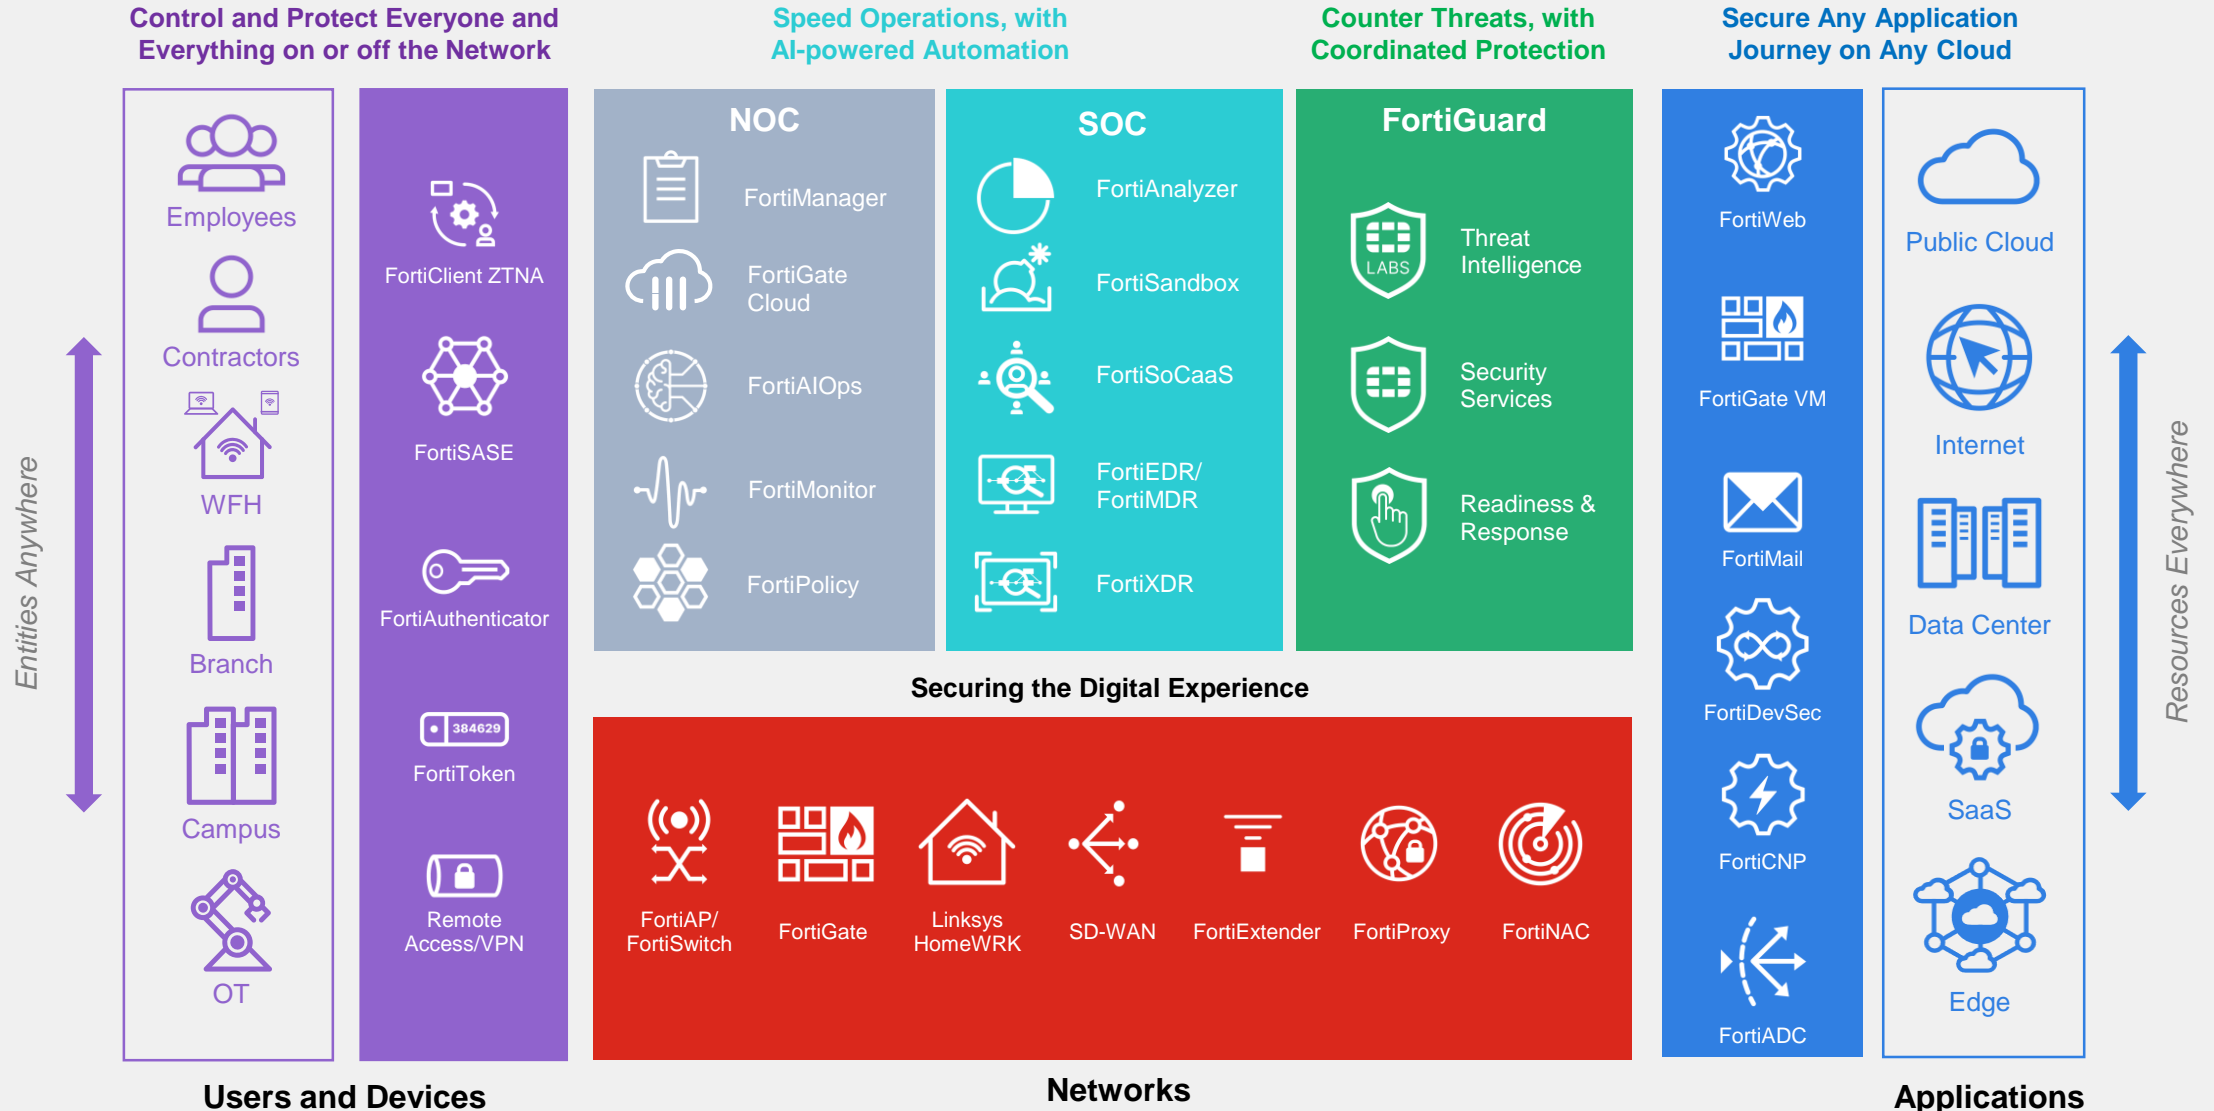 Control and Protect Everyone and
Everything on or off the Network
Speed Operations, with
AI-powered Automation
Counter Threats, with
Coordinated Protection
Secure Any Application
Journey on Any Cloud
Entities Anywhere
Employees
Contractors
WFH
Branch
Campus
OT
FortiClient ZTNA
FortiSASE
FortiAuthenticator
384629
FortiToken
Remote
Access/VPN
NOC
FortiManager
FortiGate
Cloud
FortiAIOps
FortiMonitor
FortiPolicy
SOC
FortiAnalyzer
FortiSandbox
FortiSoCaaS
FortiEDR/
FortiMDR
FortiXDR
FortiGuard
LABS
Threat
Intelligence
Security
Services
Readiness &
Response
Securing the Digital Experience
FortiAP/
FortiSwitch
FortiGate
Linksys
HomeWRK
SD-WAN
FortiExtender
FortiProxy
FortiNAC
FortiWeb
FortiGate VM
FortiMail
FortiDevSec
FortiCNP
FortiADC
Public Cloud
Internet
Data Center
SaaS
Edge
Resources Everywhere
Users and Devices
Networks
Applications